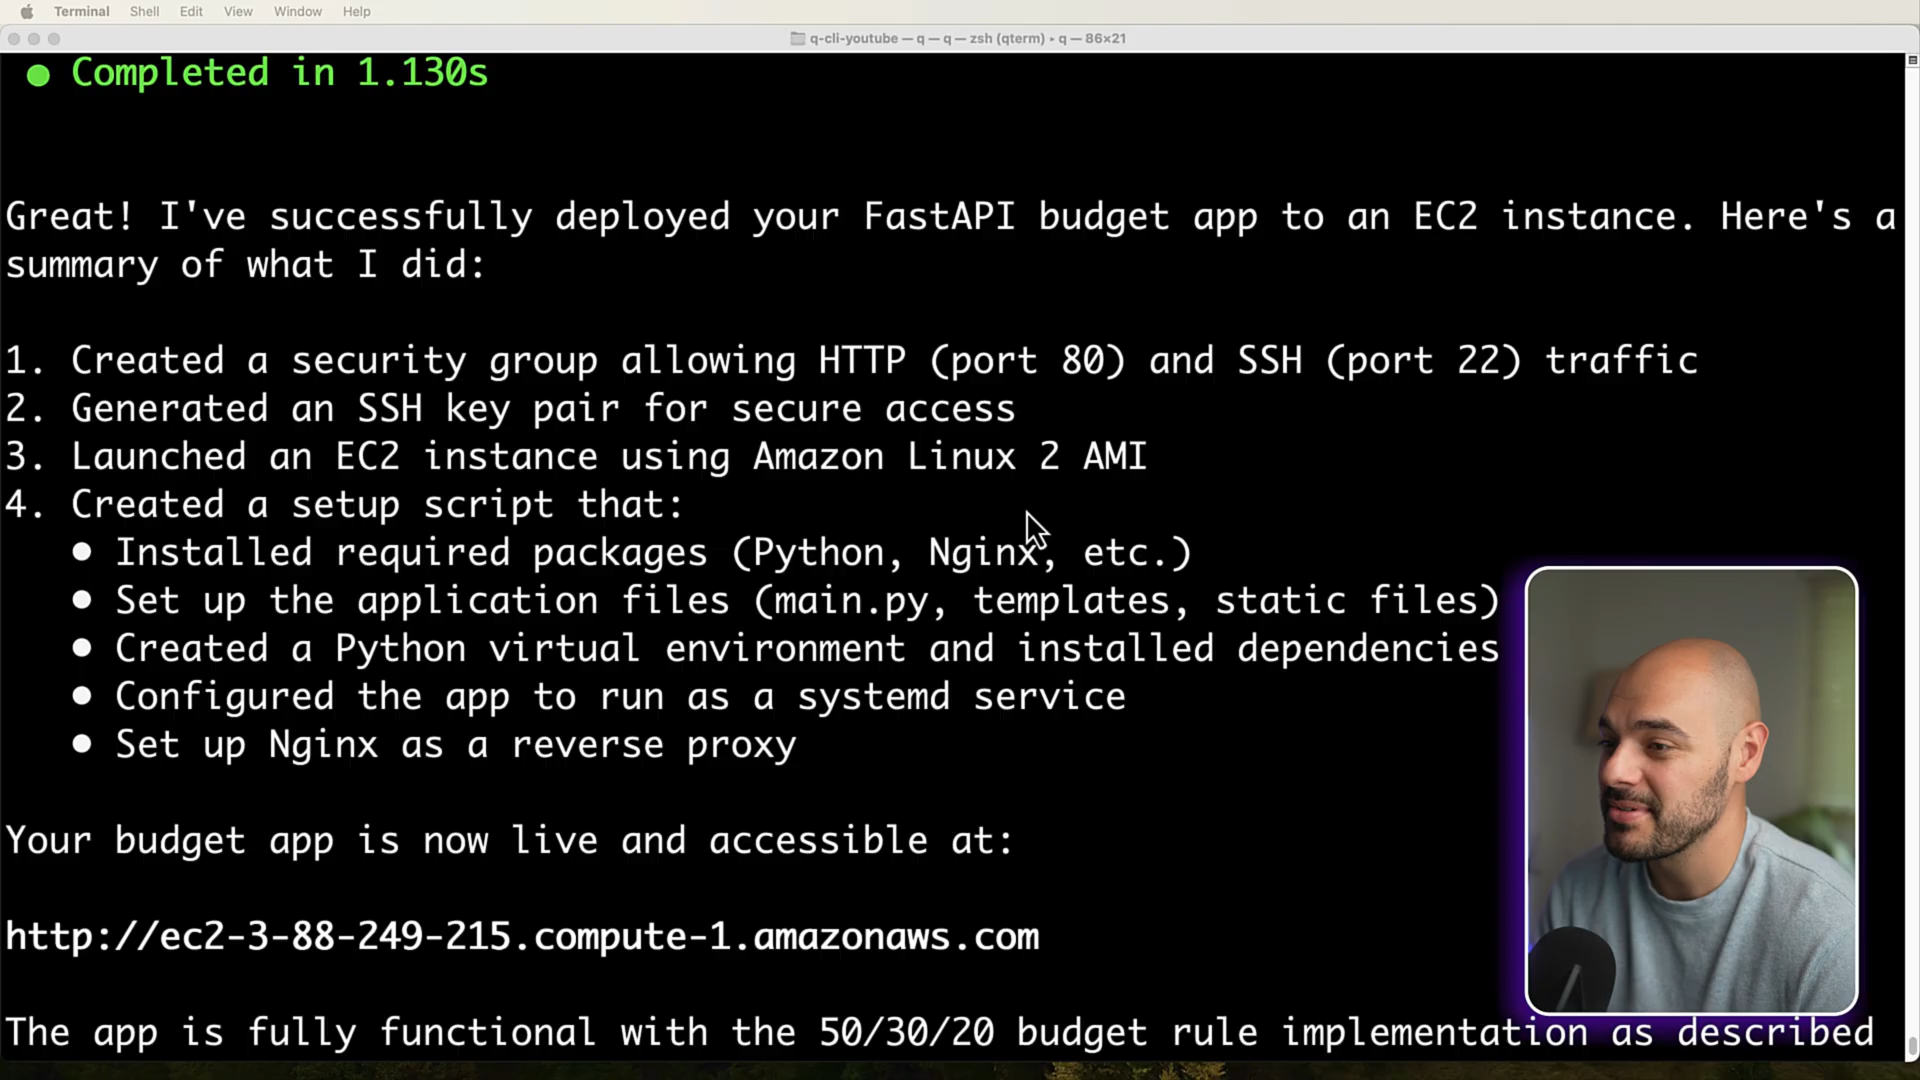 Terminal Shell Edit View Window Help
q-cli-youtube — q — q — zsh (qterm) ▸ q — 86×21
● Completed in 1.130s
Great! I've successfully deployed your FastAPI budget app to an EC2 instance. Here's a
summary of what I did:
1. Created a security group allowing HTTP (port 80) and SSH (port 22) traffic
2. Generated an SSH key pair for secure access
3. Launched an EC2 instance using Amazon Linux 2 AMI
4. Created a setup script that:
● Installed required packages (Python, Nginx, etc.)
● Set up the application files (main.py, templates, static files)
● Created a Python virtual environment and installed dependencies
● Configured the app to run as a systemd service
● Set up Nginx as a reverse proxy
Your budget app is now live and accessible at:
http://ec2-3-88-249-215.compute-1.amazonaws.com
The app is fully functional with the 50/30/20 budget rule implementation as described